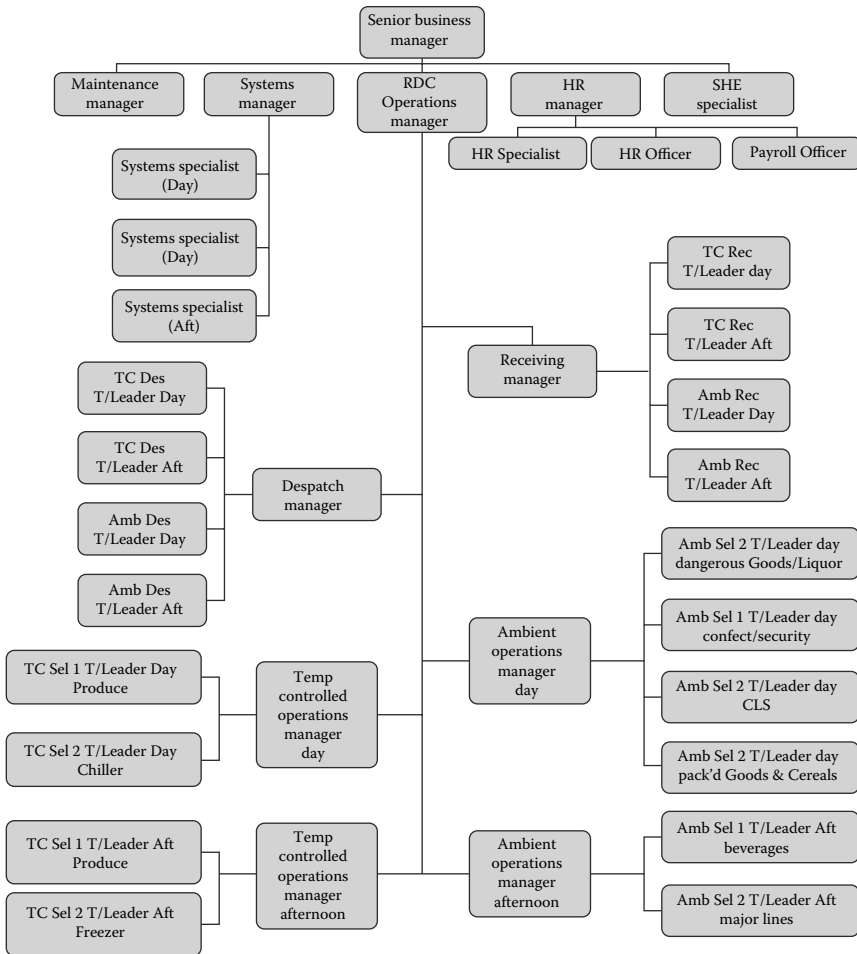 Senior business
manager
Maintenance
manager
Systems
manager
RDC
Operations
manager
HR
manager
SHE
specialist
HR Specialist
HR Officer
Payroll Officer
Systems specialist
(Day)
Systems specialist
(Day)
Systems specialist
(Aft)
TC Rec
T/Leader day
TC Rec
T/Leader Aft
Receiving
manager
Amb Rec
T/Leader Day
Amb Rec
T/Leader Aft
TC Des
T/Leader Day
TC Des
T/Leader Aft
Despatch
manager
Amb Des
T/Leader Day
Amb Des
T/Leader Aft
Amb Sel 2 T/Leader day
dangerous Goods/Liquor
Amb Sel 1 T/Leader day
confect/security
Ambient
operations
manager
day
Amb Sel 2 T/Leader day
CLS
Amb Sel 2 T/Leader day
pack'd Goods & Cereals
TC Sel 1 T/Leader Day
Produce
Temp
controlled
operations
manager
day
TC Sel 2 T/Leader Day
Chiller
TC Sel 1 T/Leader Aft
Produce
Temp
controlled
operations
manager
afternoon
TC Sel 2 T/Leader Aft
Freezer
Ambient
operations
manager
afternoon
Amb Sel 1 T/Leader Aft
beverages
Amb Sel 2 T/Leader Aft
major lines